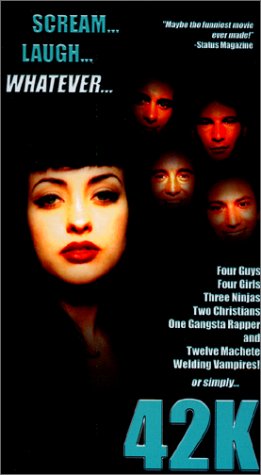 SCREAM...
LAUGH...
WHATEVER...
"Maybe the funniest movie
ever made!"
-Status Magazine
Four Guys
Four Girls
Three Ninjas
Two Christians
One Gangsta Rapper
and
Twelve Machete
Welding Vampires!
or simply...
42K